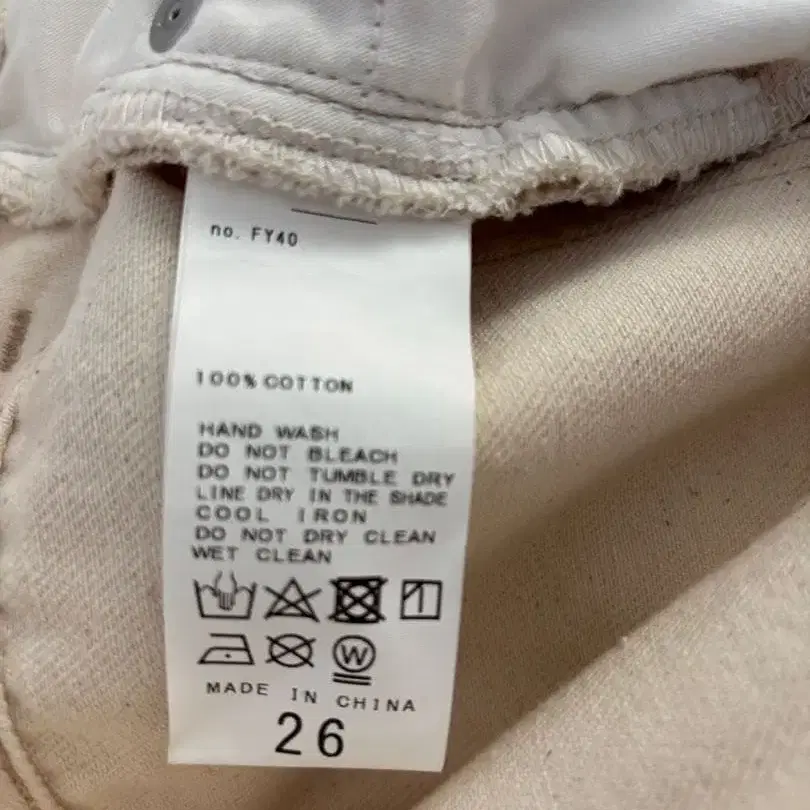 no. FY40
100% COTTON
HAND WASH
DO NOT BLEACH
DO NOT TUMBLE DRY
LINE DRY IN THE SHADE
COOL IRON
DO NOT DRY CLEAN
WET CLEAN
W
MADE IN CHINA
26